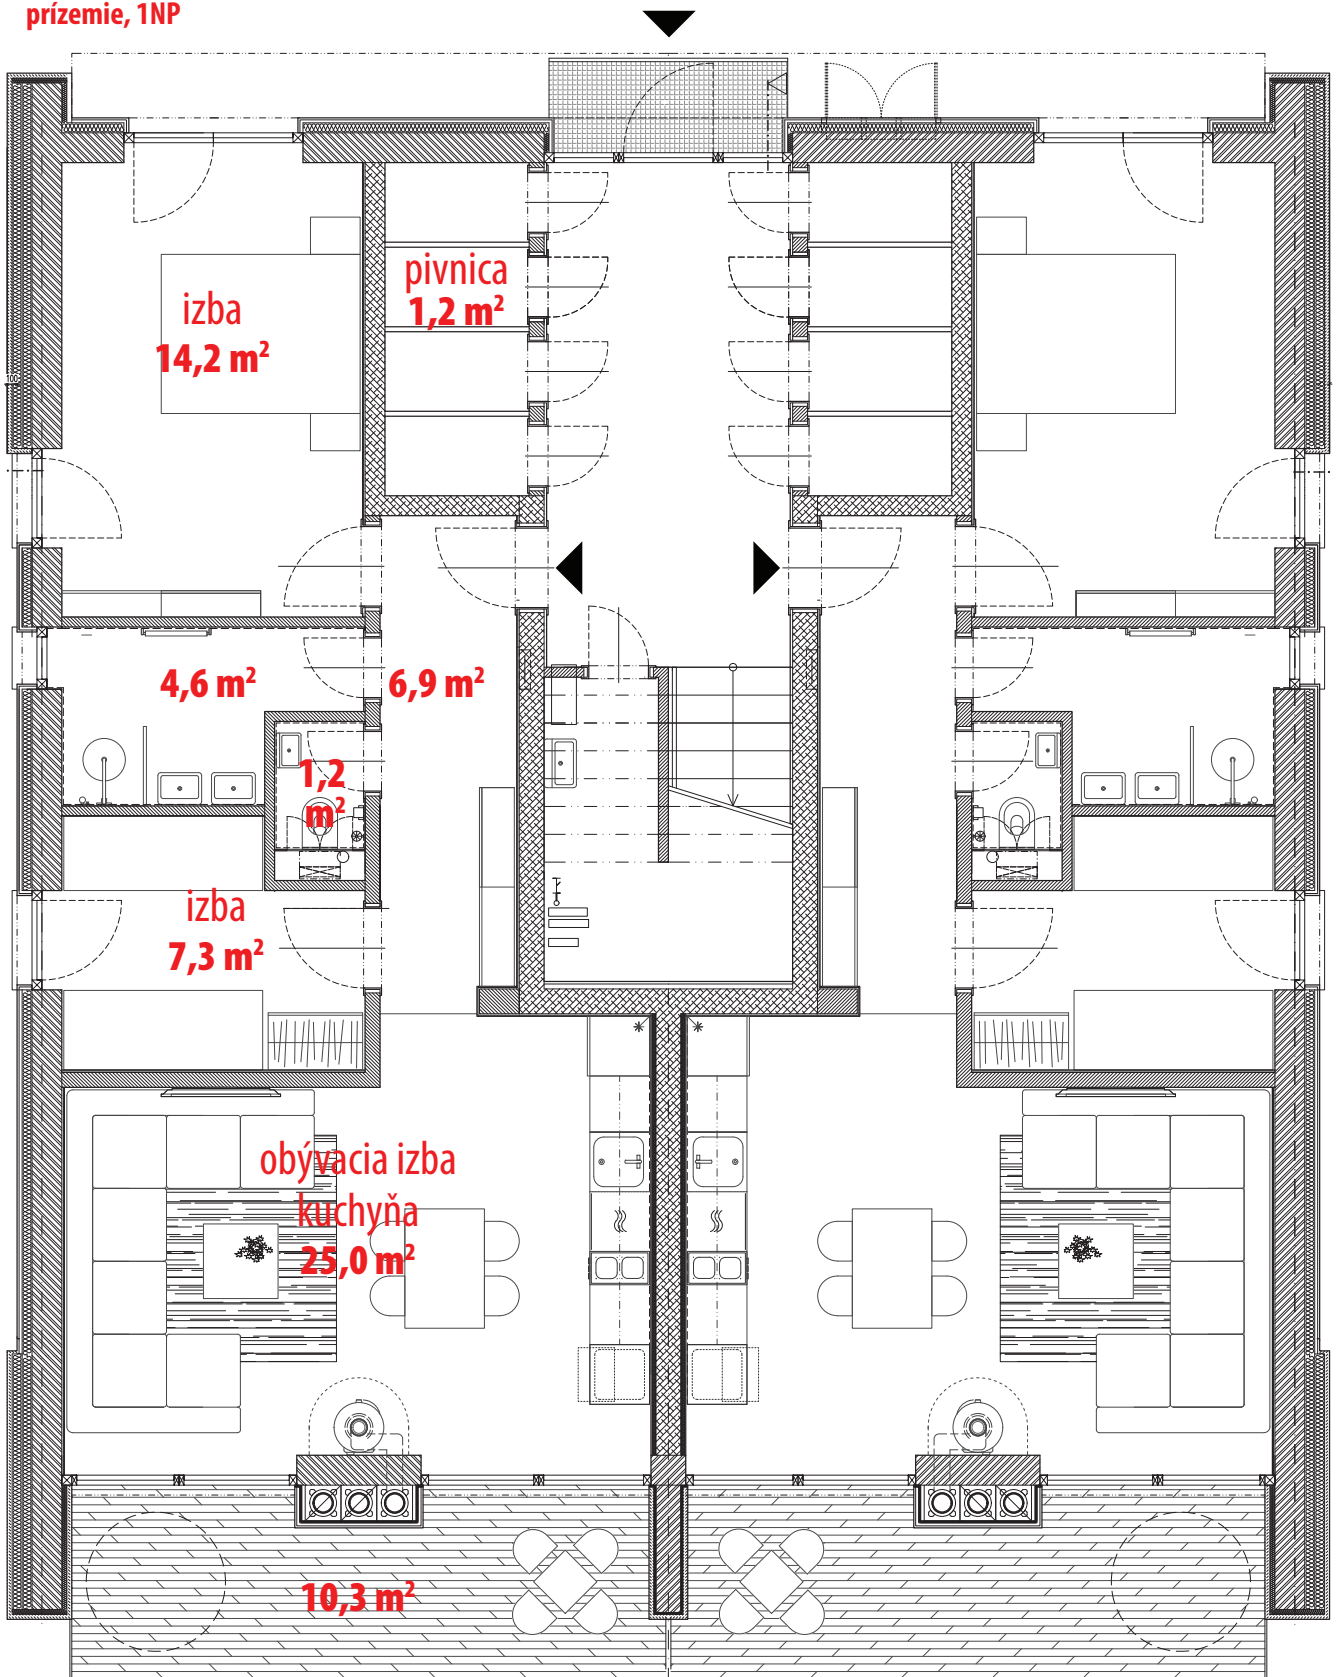 prízemie, 1NP
pivnica
1,2 m²
izba
14,2 m²
100
4,6 m²
6,9 m²
1,2
m²
izba
7,3 m²
obývacia izba
kuchyňa
25,0 m²
10,3 m²